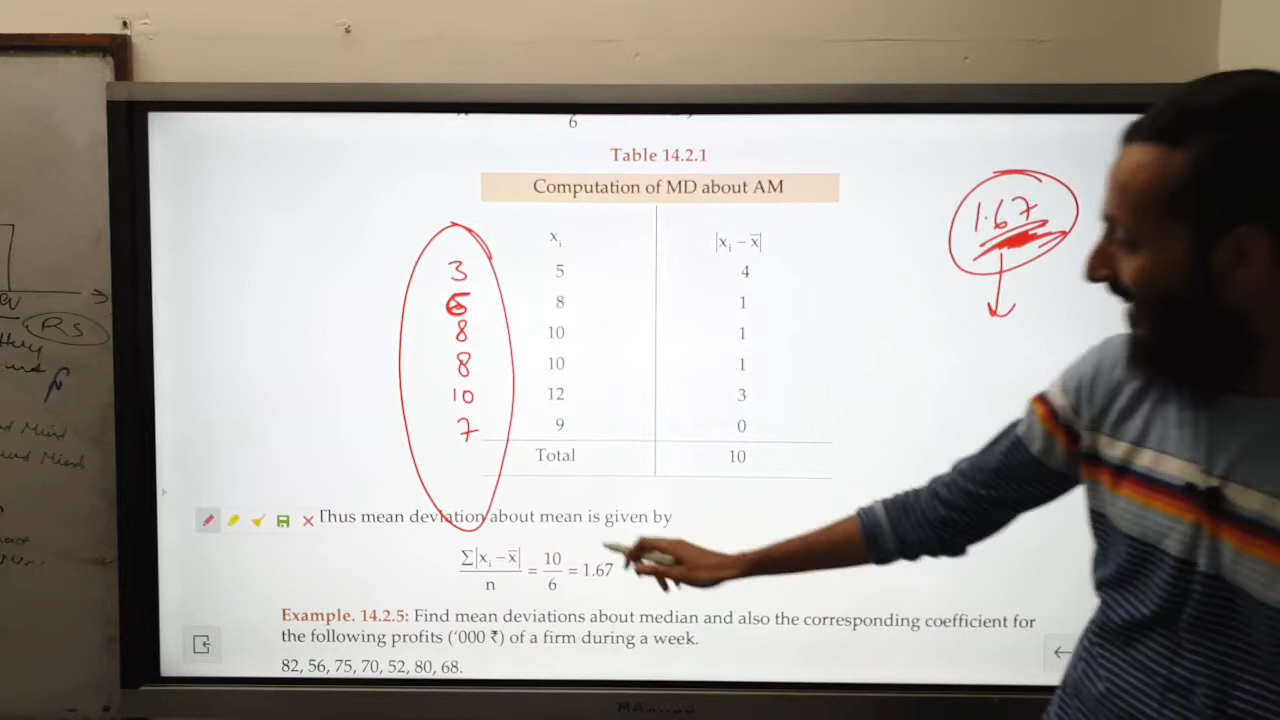 6
Table 14.2.1
Computation of MD about AM
xᵢ |xᵢ – x̄|
3 5 4
6 8 1
8 10 1
8 10 1
10 12 3
7 9 0
Total 10
1.67
RS
Thus mean deviation about mean is given by
∑|xᵢ – x̄| / n = 10 / 6 = 1.67
Example. 14.2.5: Find mean deviations about median and also the corresponding coefficient for
the following profits (‘000 ₹) of a firm during a week.
82, 56, 75, 70, 52, 80, 68.